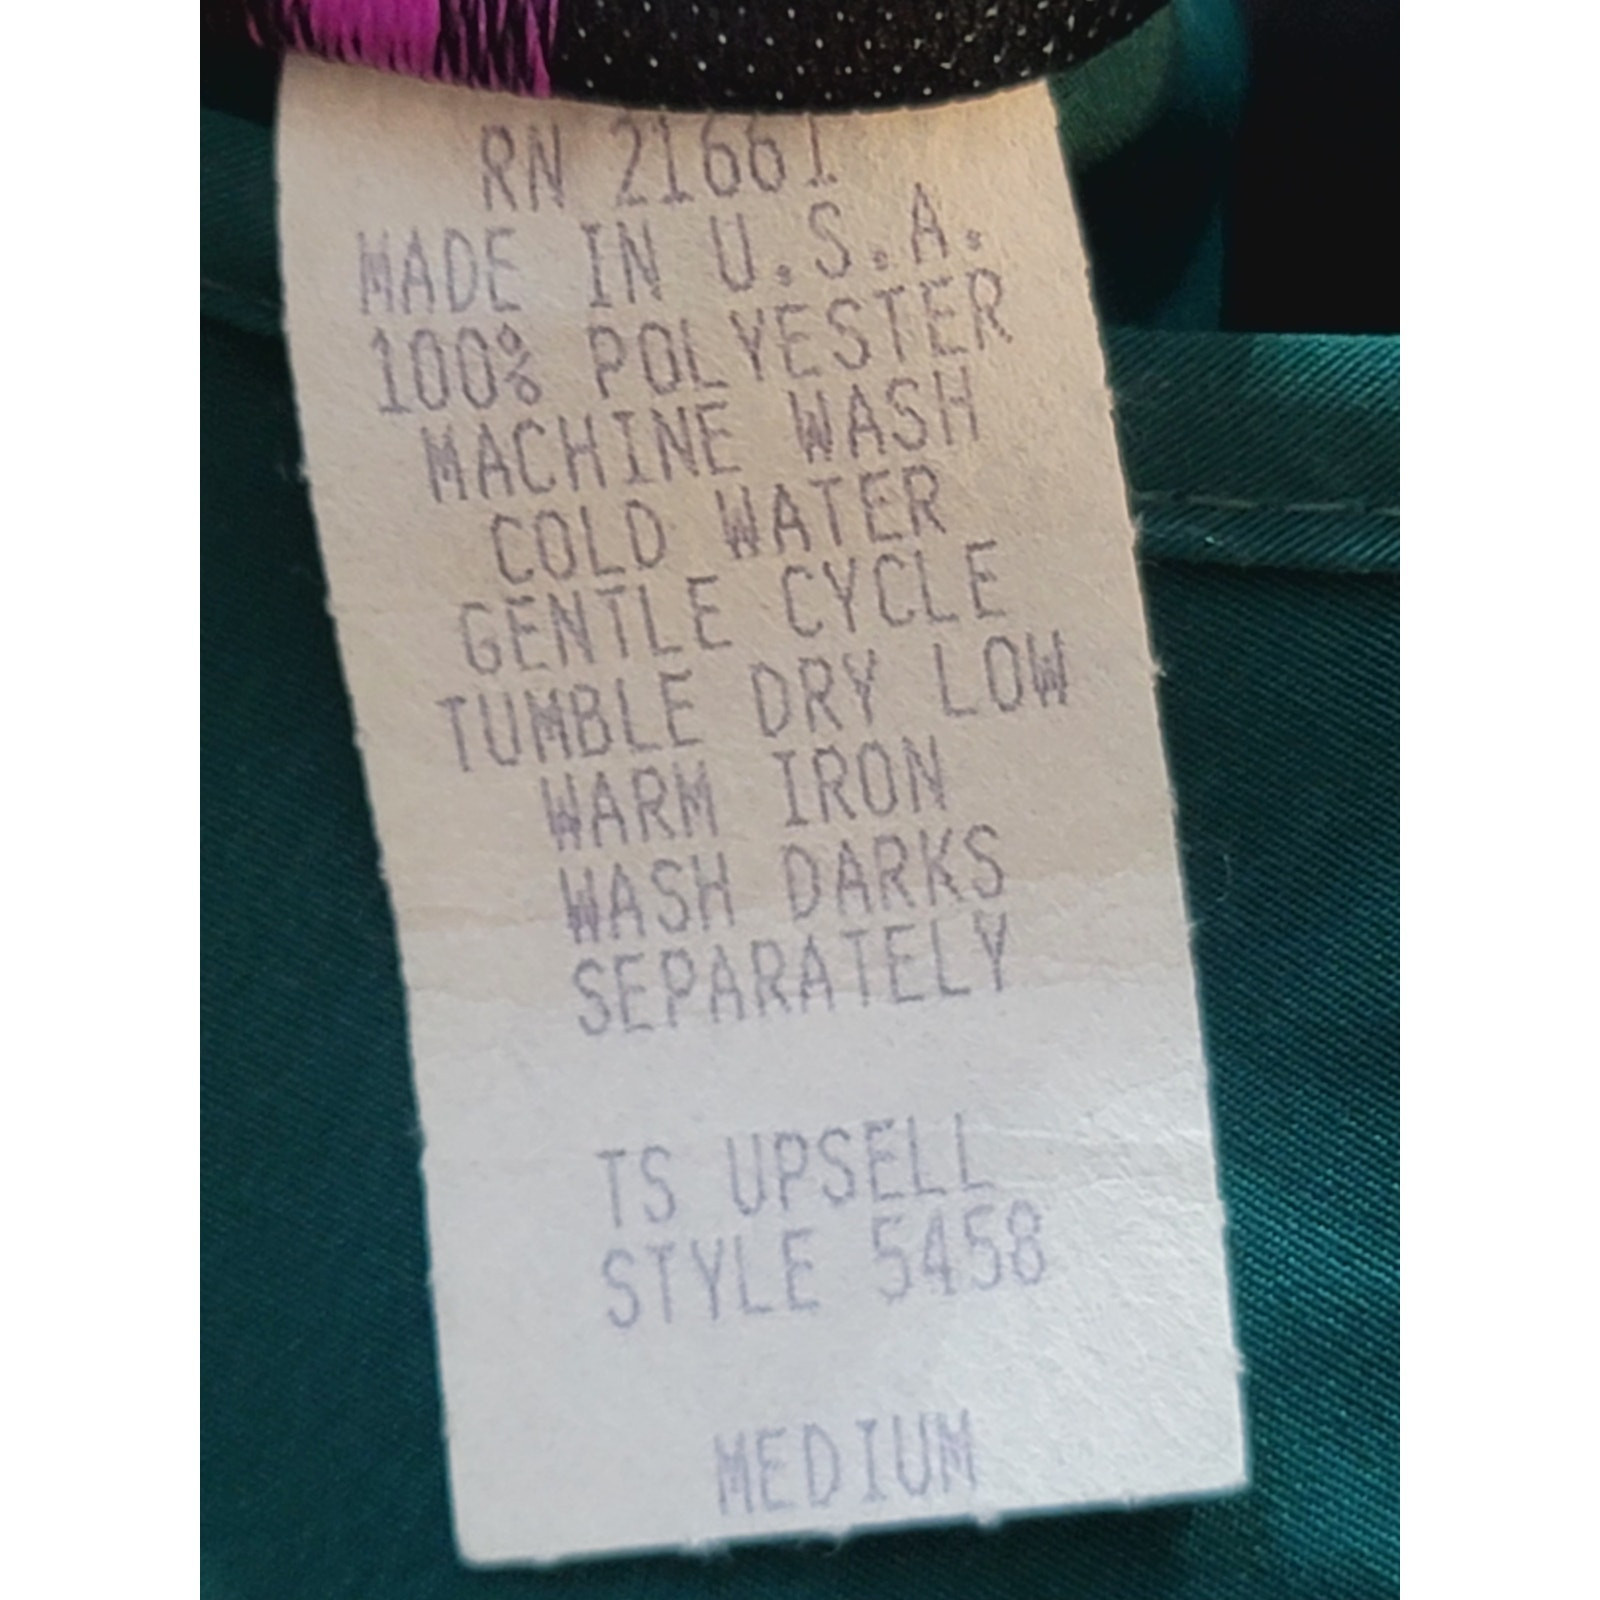 RN 21661
MADE IN U.S.A.
100% POLYESTER
MACHINE WASH
COLD WATER
GENTLE CYCLE
TUMBLE DRY LOW
WARM IRON
WASH DARKS
SEPARATELY
TS UPSELL
STYLE 5458
MEDIUM